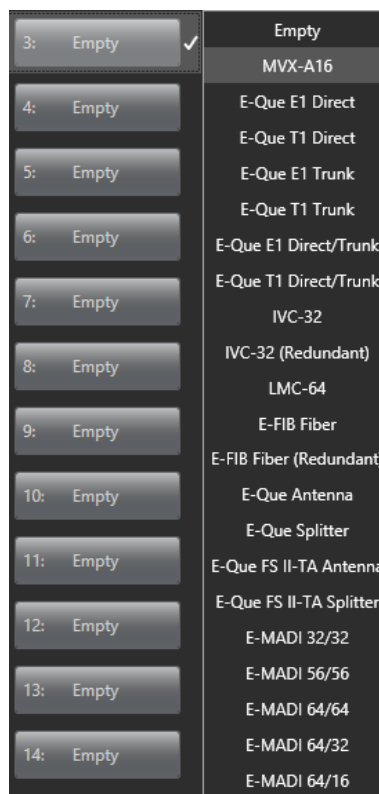 3: Empty
4: Empty
5: Empty
6: Empty
7: Empty
8: Empty
9: Empty
10: Empty
11: Empty
12: Empty
13: Empty
14: Empty
Empty
MVX-A16
E-Que E1 Direct
E-Que T1 Direct
E-Que E1 Trunk
E-Que T1 Trunk
E-Que E1 Direct/Trunk
E-Que T1 Direct/Trunk
IVC-32
IVC-32 (Redundant)
LMC-64
E-FIB Fiber
E-FIB Fiber (Redundant)
E-Que Antenna
E-Que Splitter
E-Que FS II-TA Antenna
E-Que FS II-TA Splitter
E-MADI 32/32
E-MADI 56/56
E-MADI 64/64
E-MADI 64/32
E-MADI 64/16